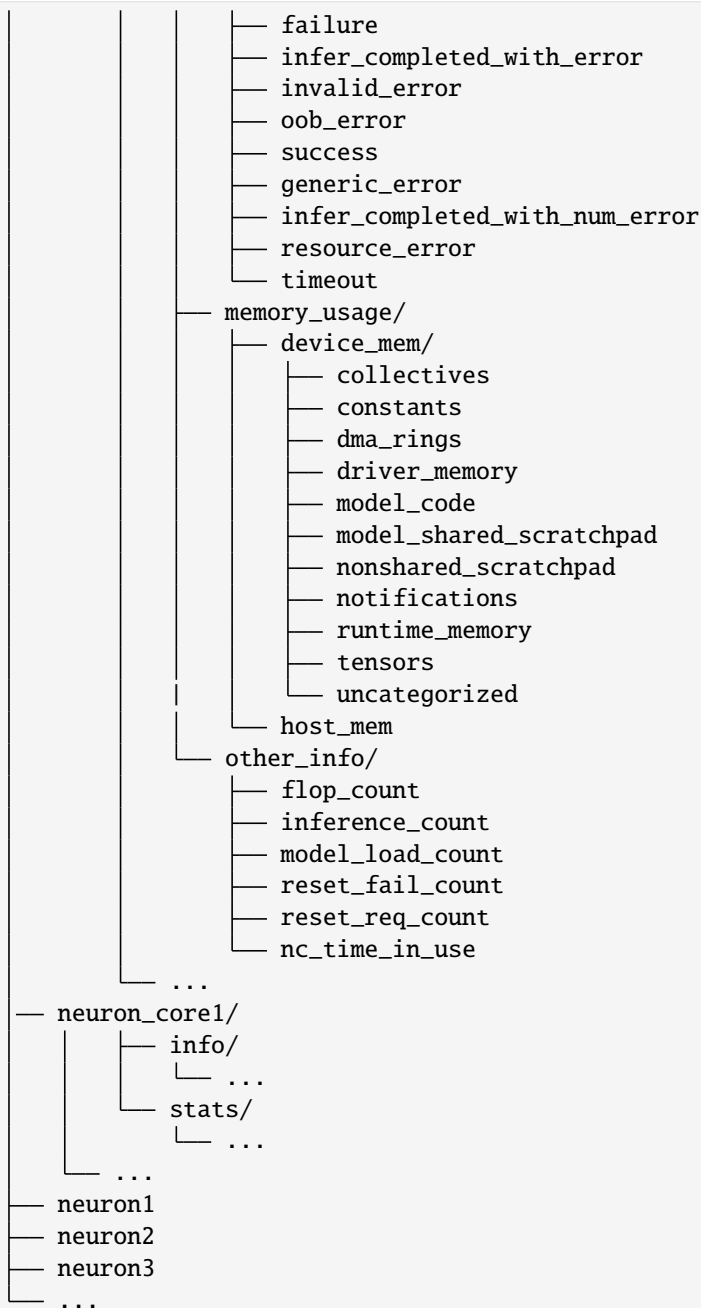 │       │   │   ├── failure
│       │   │   ├── infer_completed_with_error
│       │   │   ├── invalid_error
│       │   │   ├── oob_error
│       │   │   ├── success
│       │   │   ├── generic_error
│       │   │   ├── infer_completed_with_num_error
│       │   │   ├── resource_error
│       │   │   └── timeout
│       │   ├── memory_usage/
│       │   │   ├── device_mem/
│       │   │   │   ├── collectives
│       │   │   │   ├── constants
│       │   │   │   ├── dma_rings
│       │   │   │   ├── driver_memory
│       │   │   │   ├── model_code
│       │   │   │   ├── model_shared_scratchpad
│       │   │   │   ├── nonshared_scratchpad
│       │   │   │   ├── notifications
│       │   │   │   ├── runtime_memory
│       │   │   │   ├── tensors
│       │   |   │   └── uncategorized
│       │   │   └── host_mem
│       │   └── other_info/
│       │       ├── flop_count
│       │       ├── inference_count
│       │       ├── model_load_count
│       │       ├── reset_fail_count
│       │       ├── reset_req_count
│       │       └── nc_time_in_use
│       └── ...
│── neuron_core1/
│   │   ├── info/
│   │   │   └── ...
│   │   └── stats/
│   │       └── ...
│   └── ...
├── neuron1
├── neuron2
├── neuron3
└── ...